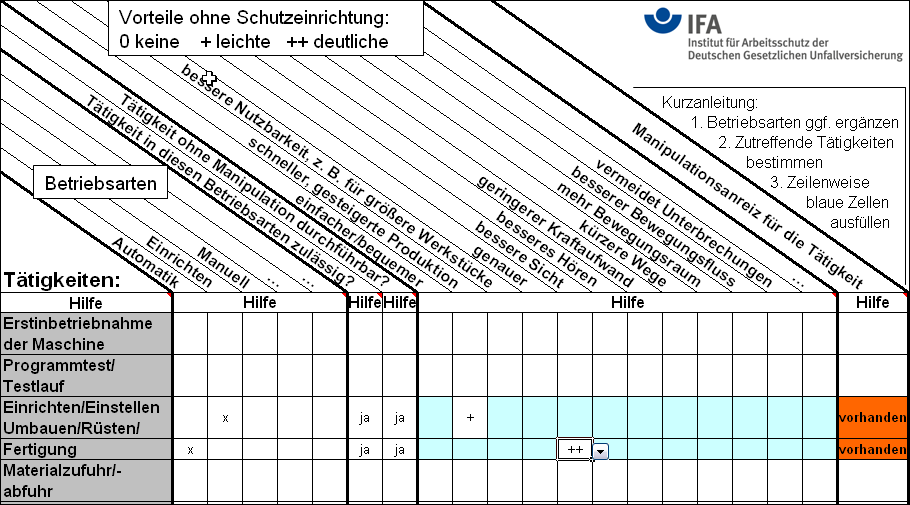 Vorteile ohne Schutzeinrichtung:
0 keine + leichte ++ deutliche
IFA
Institut für Arbeitsschutz der
Deutschen Gesetzlichen Unfallversicherung
Kurzanleitung:
1. Betriebsarten ggf. ergänzen
2. Zutreffende Tätigkeiten
bestimmen
3. Zeilenweise
blaue Zellen
ausfüllen
Betriebsarten
Automatik
Einrichten
Manuell
...
...
Tätigkeit in diesen Betriebsarten zulässig?
Tätigkeit ohne Manipulation durchführbar?
einfacher/bequemer
schneller, gesteigerte Produktion
bessere Nutzbarkeit, z. B. für größere Werkstücke
genauer
bessere Sicht
besseres Hören
geringerer Kraftaufwand
kürzere Wege
mehr Bewegungsraum
besserer Bewegungsfluss
vermeidet Unterbrechungen
...
Manipulationsanreiz für die Tätigkeit
Tätigkeiten:
Hilfe Hilfe Hilfe Hilfe Hilfe Hilfe
Erstinbetriebnahme
der Maschine
Programmtest/
Testlauf
Einrichten/Einstellen
Umbauen/Rüsten/
x ja ja + vorhanden
Fertigung x ja ja ++ vorhanden
Materialzufuhr/-
abfuhr